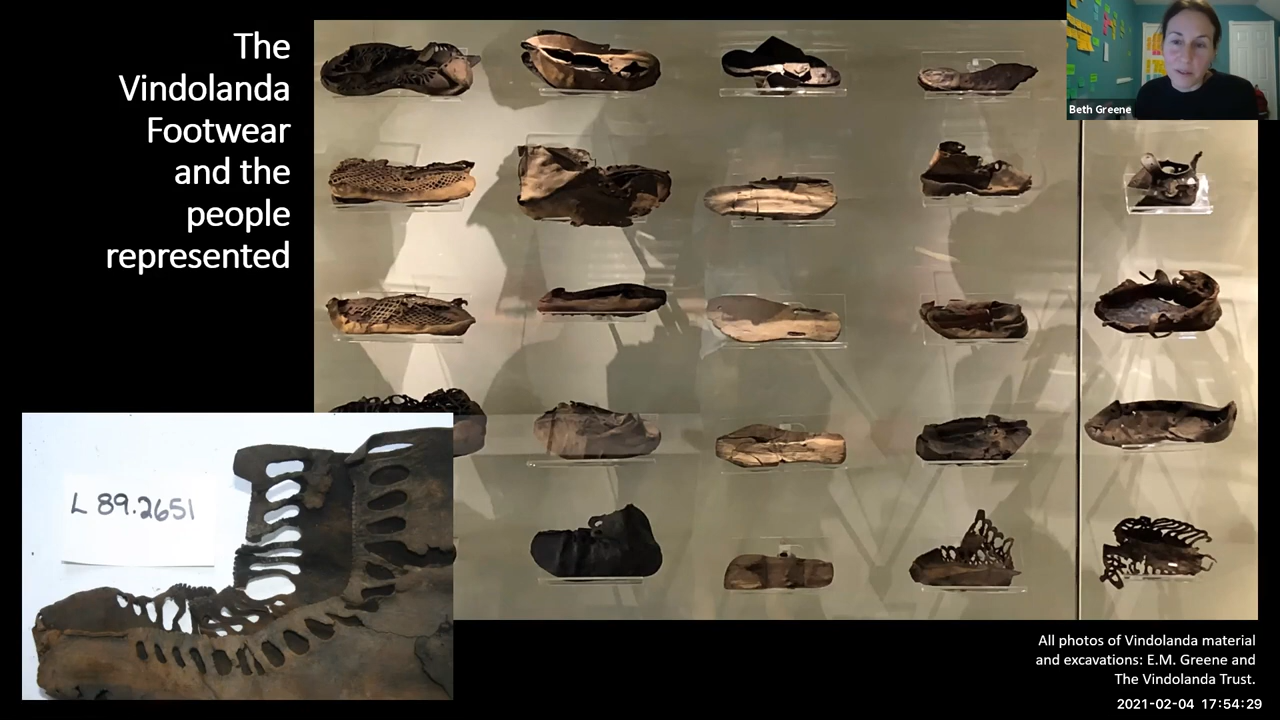 The
Vindolanda
Footwear
and the
people
represented
Beth Greene
L 89.2651
All photos of Vindolanda material
and excavations: E.M. Greene and
The Vindolanda Trust.
2021-02-04 17:54:29